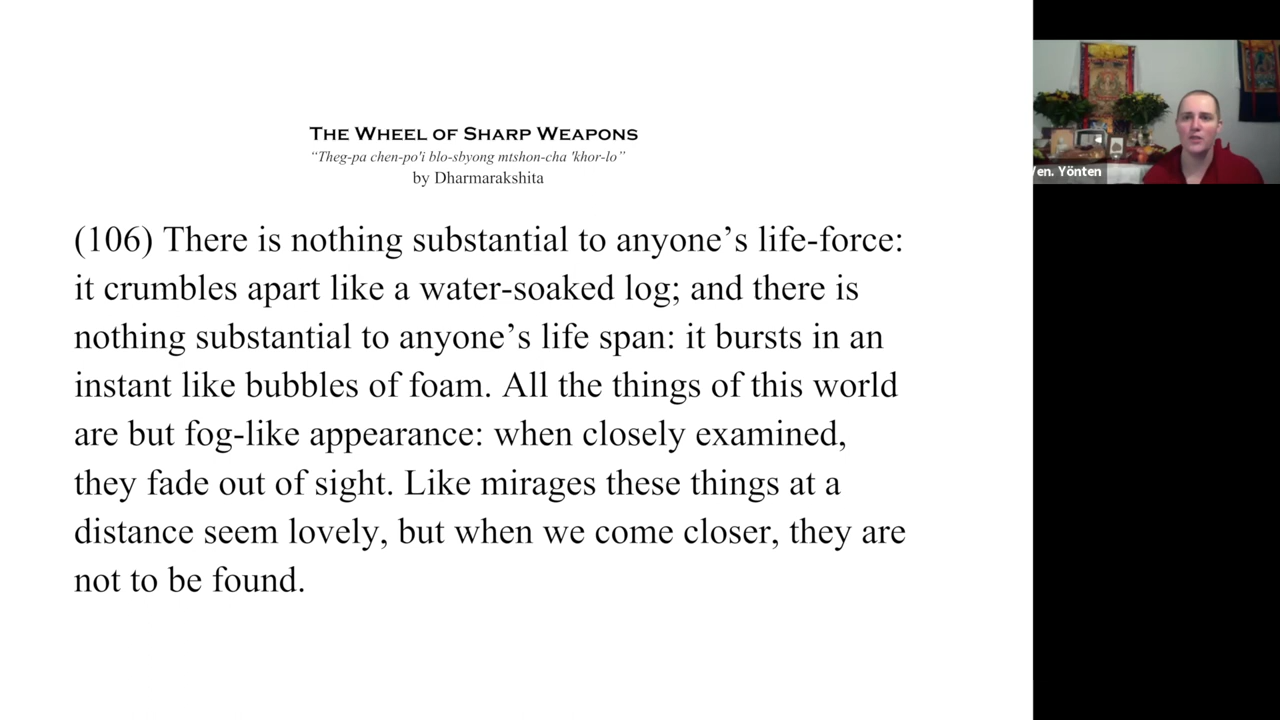 THE WHEEL OF SHARP WEAPONS
“Theg-pa chen-po'i blo-sbyong mtshon-cha 'khor-lo”
by Dharmarakshita
(106) There is nothing substantial to anyone’s life-force:
it crumbles apart like a water-soaked log; and there is
nothing substantial to anyone’s life span: it bursts in an
instant like bubbles of foam. All the things of this world
are but fog-like appearance: when closely examined,
they fade out of sight. Like mirages these things at a
distance seem lovely, but when we come closer, they are
not to be found.
Ven. Yönten